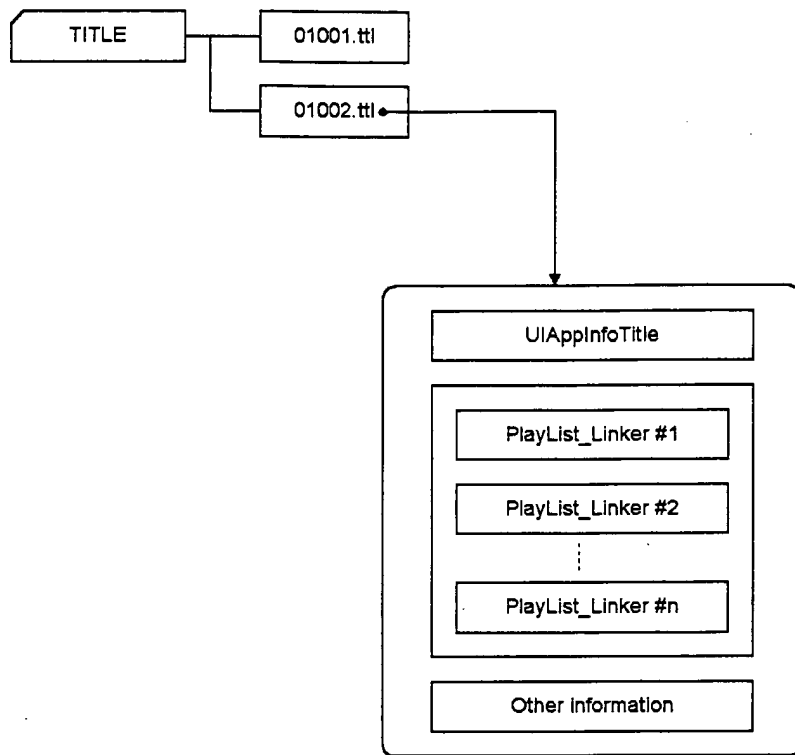 TITLE
01001.ttl
01002.ttl
UIAppInfoTitle
PlayList_Linker #1
PlayList_Linker #2
PlayList_Linker #n
Other information